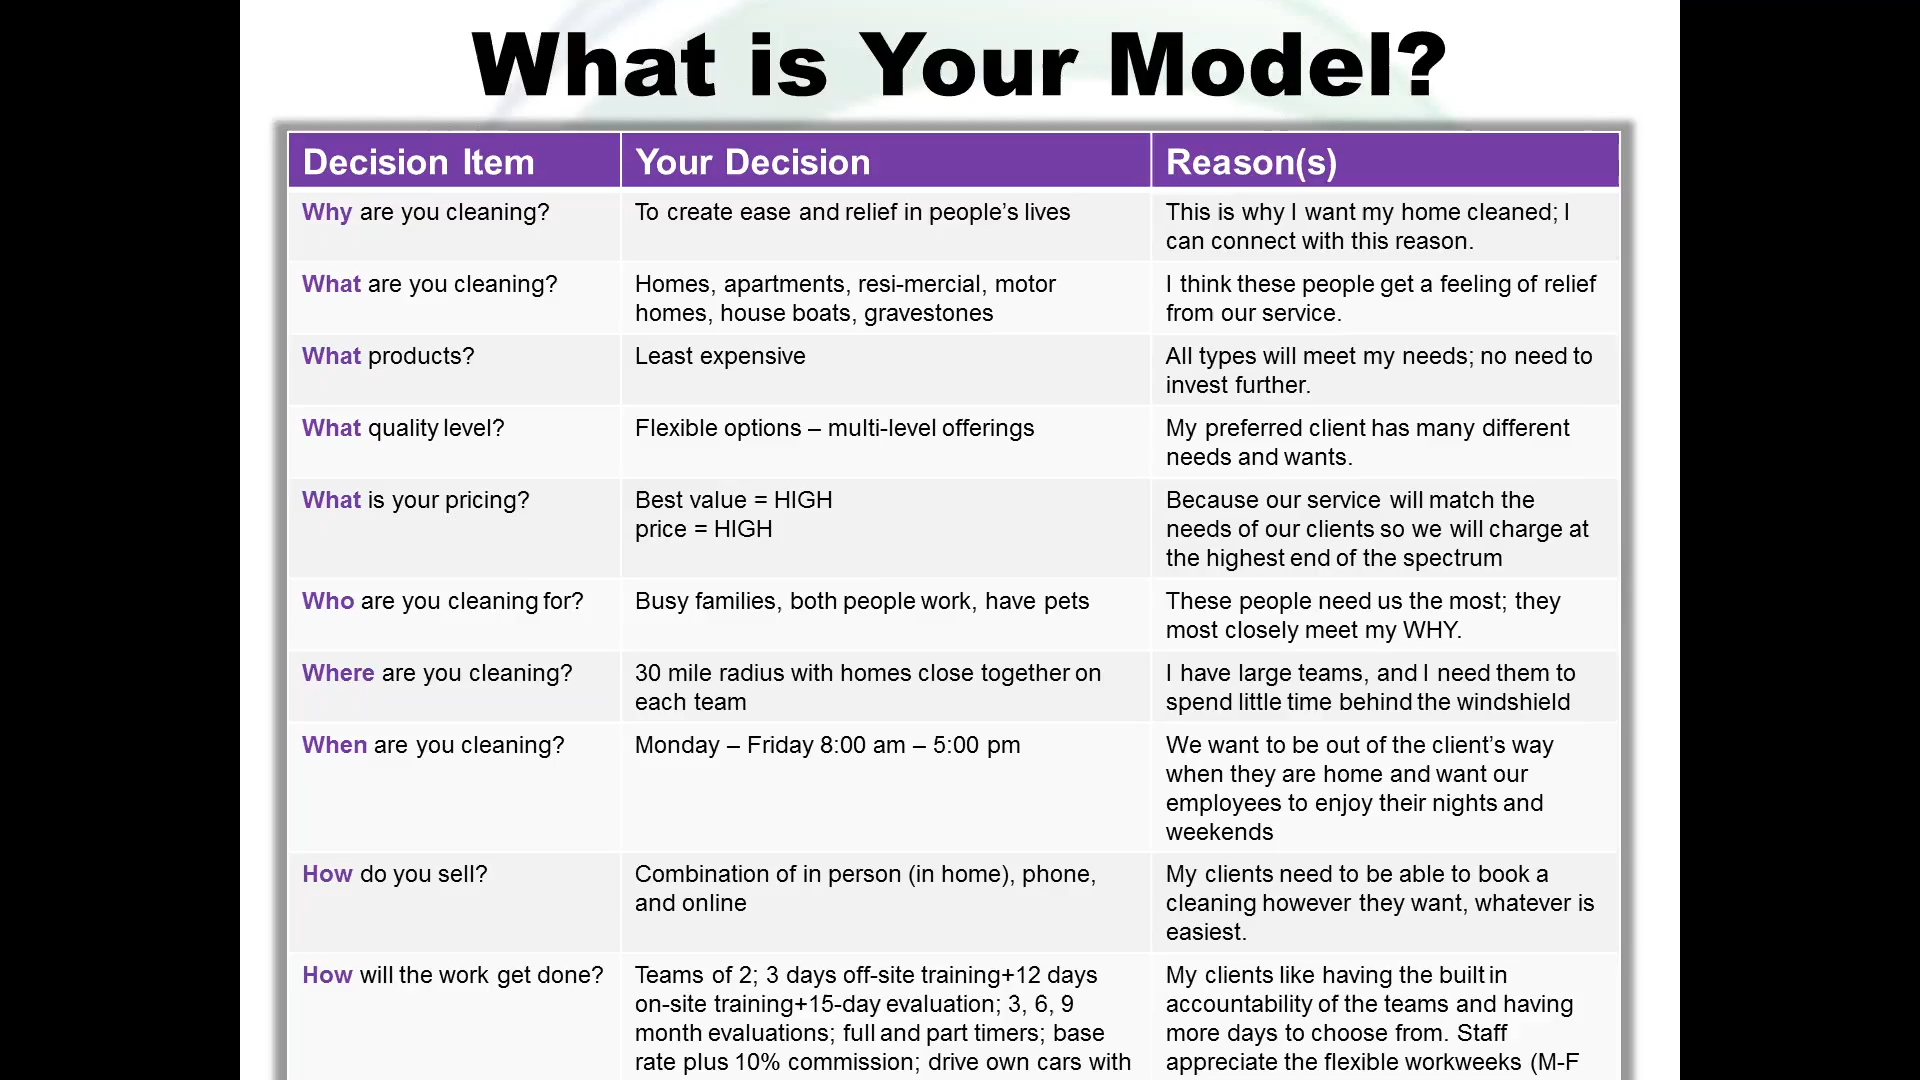 What is Your Model?
Decision Item
Your Decision
Reason(s)
Why are you cleaning?
To create ease and relief in people's lives
This is why I want my home cleaned; I
can connect with this reason.
What are you cleaning?
Homes, apartments, resi-mercial, motor
homes, house boats, gravestones
I think these people get a feeling of relief
from our service.
What products?
Least expensive
All types will meet my needs; no need to
invest further.
What quality level?
Flexible options – multi-level offerings
My preferred client has many different
needs and wants.
What is your pricing?
Best value = HIGH
price = HIGH
Because our service will match the
needs of our clients so we will charge at
the highest end of the spectrum
Who are you cleaning for?
Busy families, both people work, have pets
These people need us the most; they
most closely meet my WHY.
Where are you cleaning?
30 mile radius with homes close together on
each team
I have large teams, and I need them to
spend little time behind the windshield
When are you cleaning?
Monday – Friday 8:00 am – 5:00 pm
We want to be out of the client's way
when they are home and want our
employees to enjoy their nights and
weekends
How do you sell?
Combination of in person (in home), phone,
and online
My clients need to be able to book a
cleaning however they want, whatever is
easiest.
How will the work get done?
Teams of 2; 3 days off-site training+12 days
on-site training+15-day evaluation; 3, 6, 9
month evaluations; full and part timers; base
rate plus 10% commission; drive own cars with
My clients like having the built in
accountability of the teams and having
more days to choose from. Staff
appreciate the flexible workweeks (M-F